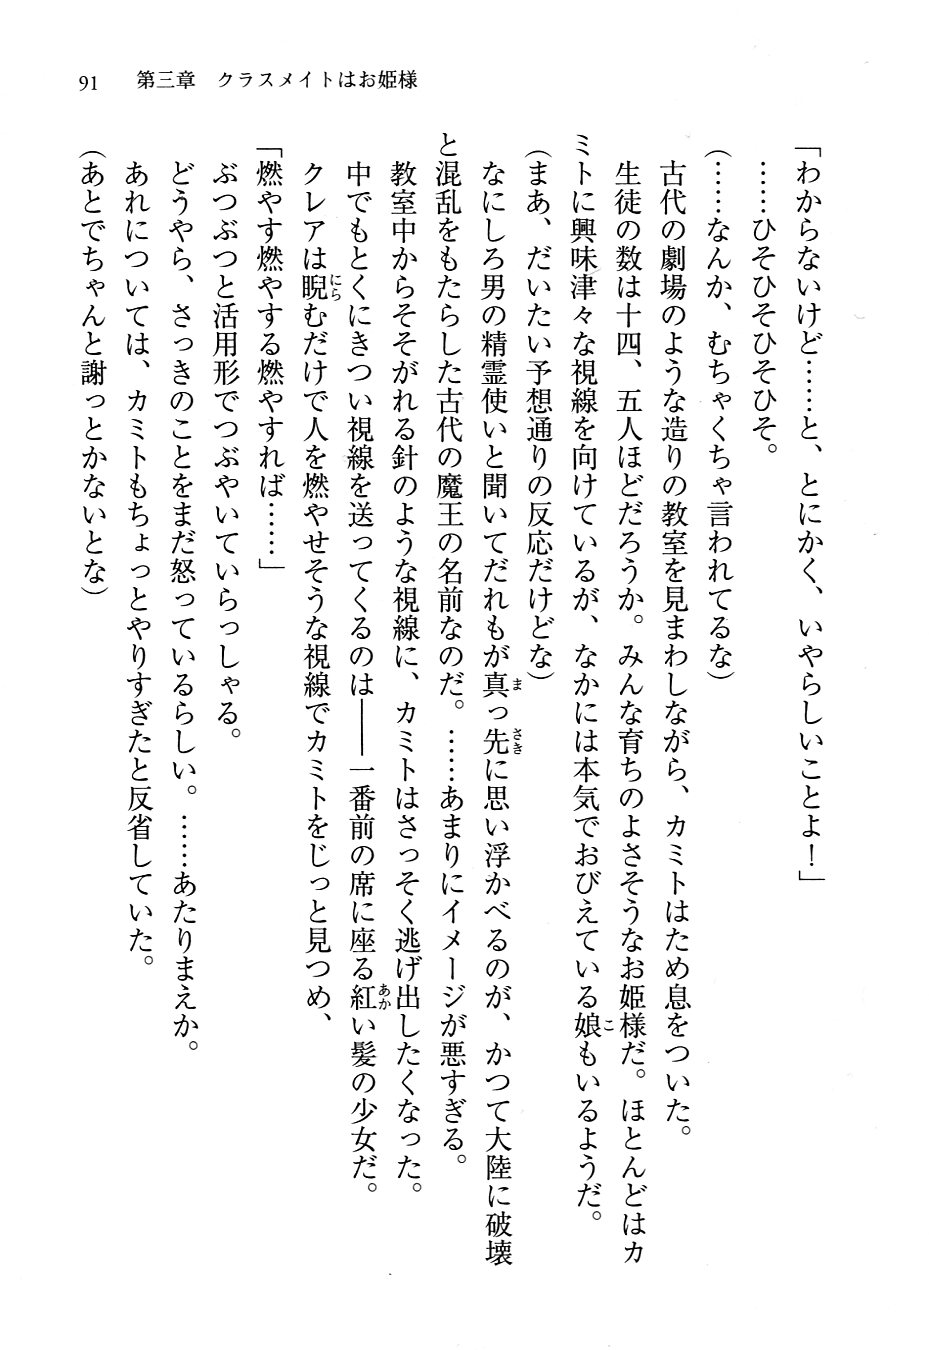 91　第三章　クラスメイトはお姫様
「わからないけど……と、とにかく、いやらしいことよ！」
……ひそひそひそひそ。
（……なんか、むちゃくちゃ言われてるな）
古代の劇場のような造りの教室を見まわしながら、カミトはため息をついた。
生徒の数は十四、五人ほどだろうか。みんな育ちのよさそうなお姫様だ。ほとんどはカ
ミトに興味津々な視線を向けているが、なかには本気でおびえている娘もいるようだ。
（まあ、だいたい予想通りの反応だけどな）
なにしろ男の精霊使いと聞いてだれもが真っ先に思い浮かべるのが、かつて大陸に破壊
と混乱をもたらした古代の魔王の名前なのだ。……あまりにイメージが悪すぎる。
教室中からそそがれる針のような視線に、カミトはさっそく逃げ出したくなった。
中でもとくにきつい視線を送ってくるのは――一番前の席に座る紅い髪の少女だ。
クレアは睨むだけで人を燃やせそうな視線でカミトをじっと見つめ、
「燃やす燃やする燃やすれば……」
ぶつぶつと活用形でつぶやいていらっしゃる。
どうやら、さっきのことをまだ怒っているらしい。……あたりまえか。
あれについては、カミトもちょっとやりすぎたと反省していた。
（あとでちゃんと謝っとかないとな）